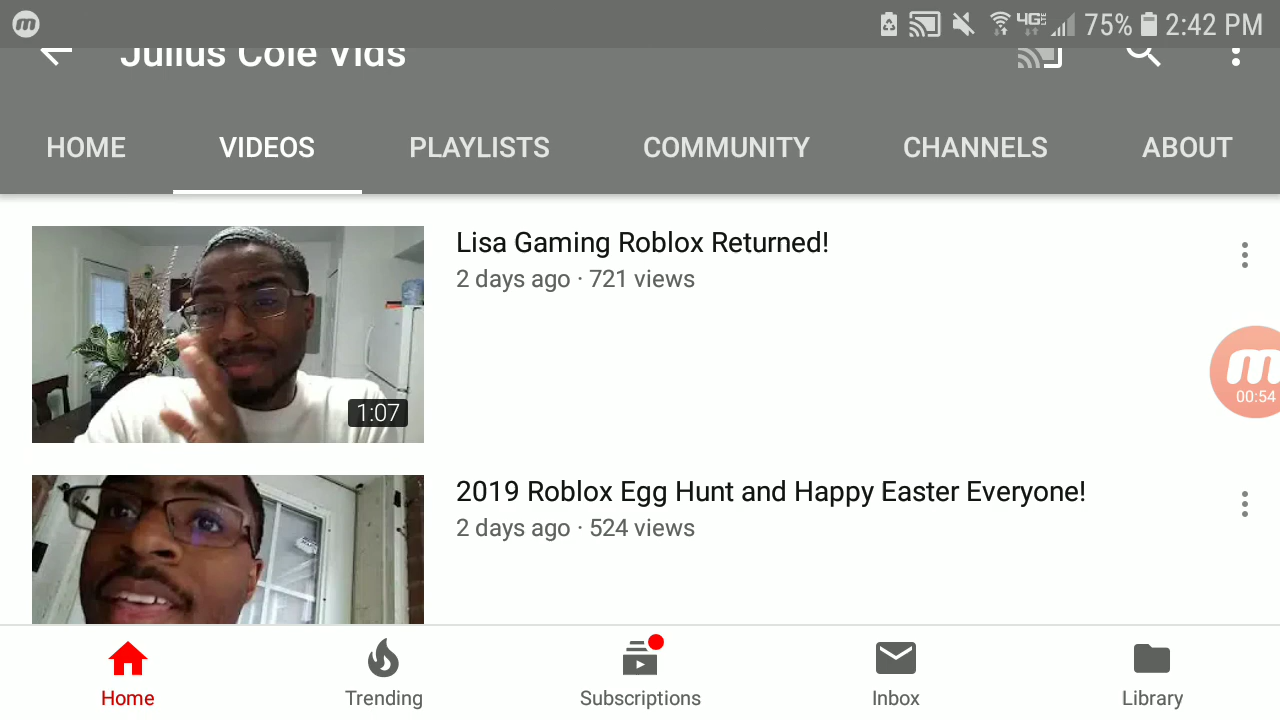 m 4G LTE 75% 2:42 PM
Julius Cole Vids
HOME VIDEOS PLAYLISTS COMMUNITY CHANNELS ABOUT
Lisa Gaming Roblox Returned!
2 days ago · 721 views
1:07
m
00:54
2019 Roblox Egg Hunt and Happy Easter Everyone!
2 days ago · 524 views
Home Trending Subscriptions Inbox Library